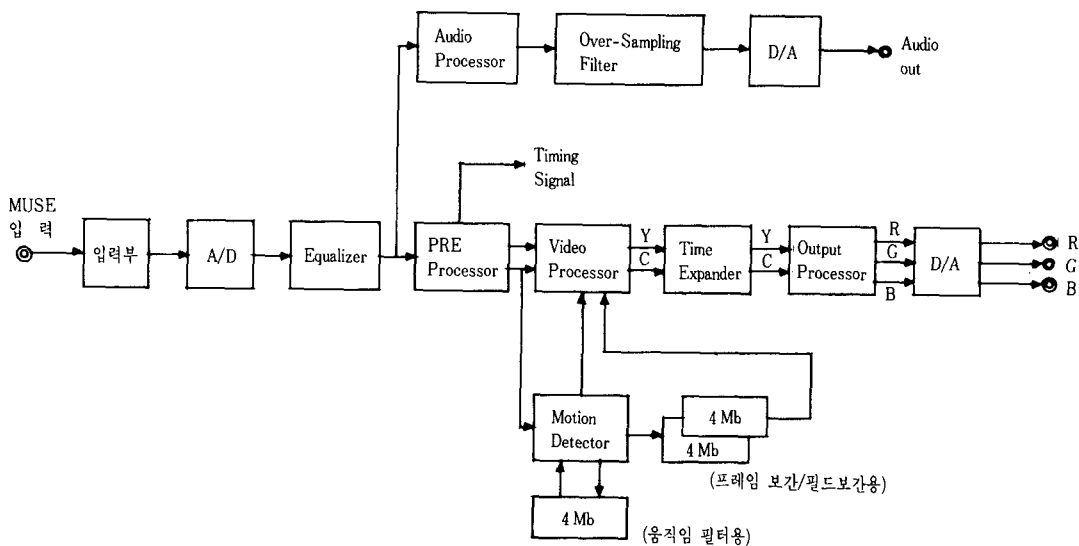 Audio
Processor
Over-Sampling
Filter
D/A
Audio
out
Timing
Signal
MUSE
입 력
입력부
A/D
Equalizer
PRE
Processor
Video
Processor
Y
C
Time
Expander
Y
C
Output
Processor
R
G
B
D/A
R
G
B
Motion
Detector
4 Mb
4 Mb
(프레임 보간/필드보간용)
4 Mb
(움직임 필터용)